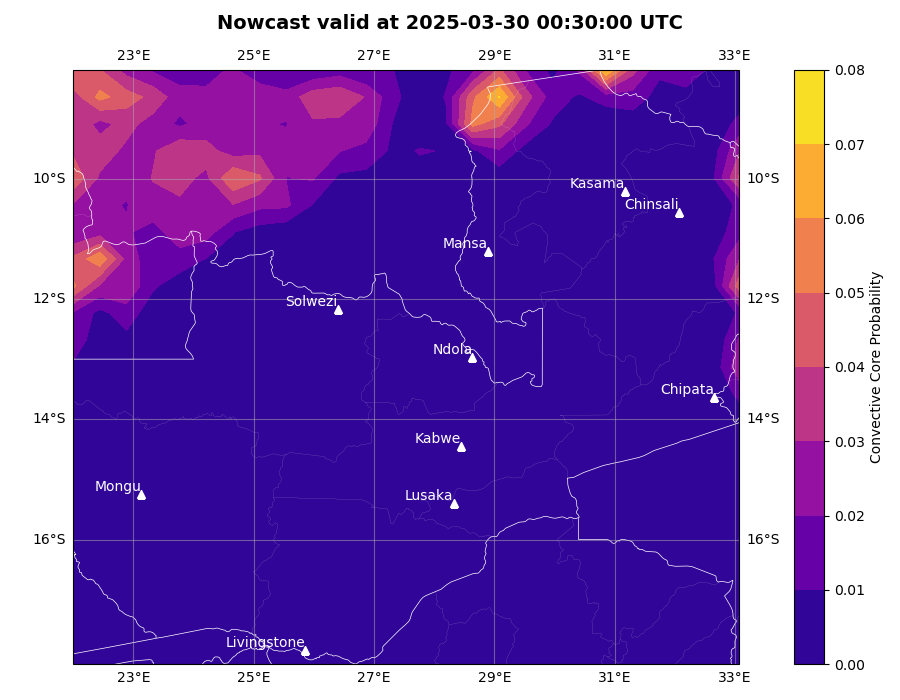 Nowcast valid at 2025-03-30 00:30:00 UTC
23°E 25°E 27°E 29°E 31°E 33°E
10°S 12°S 14°S 16°S
Kasama
Chinsali
Mansa
Solwezi
Ndola
Chipata
Kabwe
Mongu
Lusaka
Livingstone
10°S 12°S 14°S 16°S
23°E 25°E 27°E 29°E 31°E 33°E
0.08
0.07
0.06
0.05
0.04
0.03
0.02
0.01
0.00
Convective Core Probability